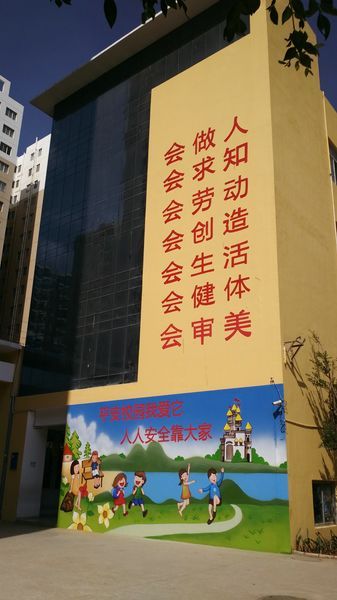 会做人
会求知
会劳动
会创造
会生活
会健体
会审美
平安校园我爱它
人人安全靠大家